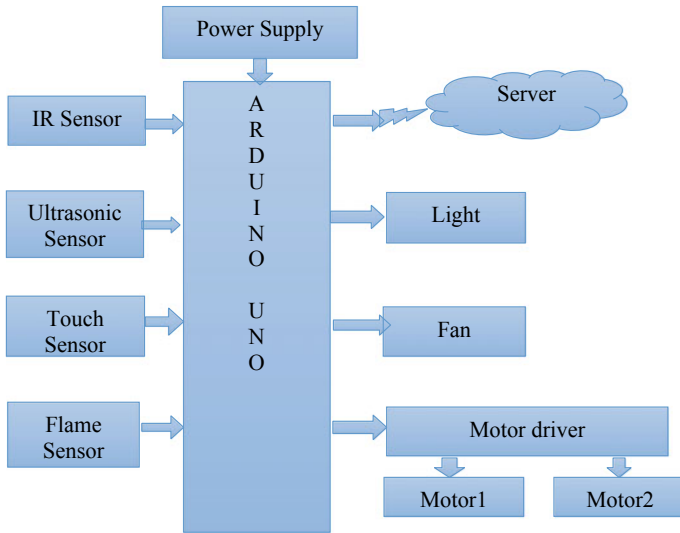 Power Supply
IR Sensor
Ultrasonic
Sensor
Touch
Sensor
Flame
Sensor
A
R
D
U
I
N
O
U
N
O
Server
Light
Fan
Motor driver
Motor1
Motor2